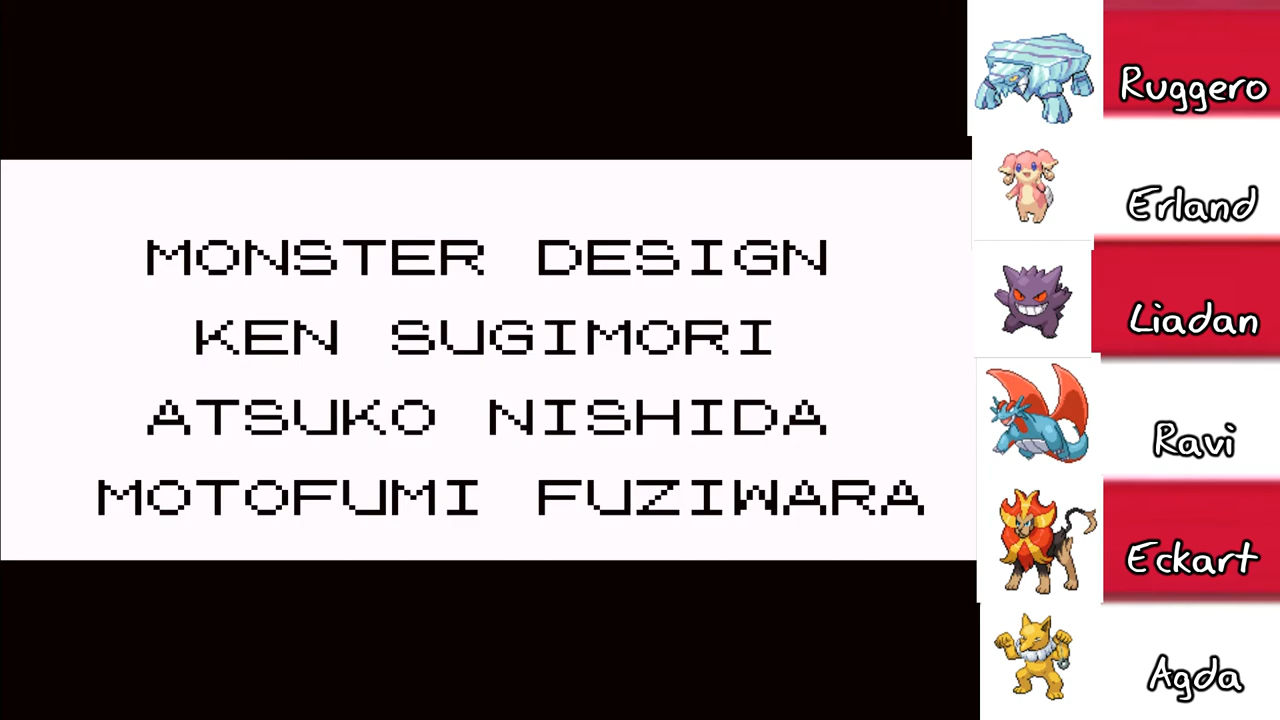 MONSTER DESIGN
KEN SUGIMORI
ATSUKO NISHIDA
MOTOFUMI FUZIWARA
Ruggero
Erland
Liadan
Ravi
Eckart
Agda